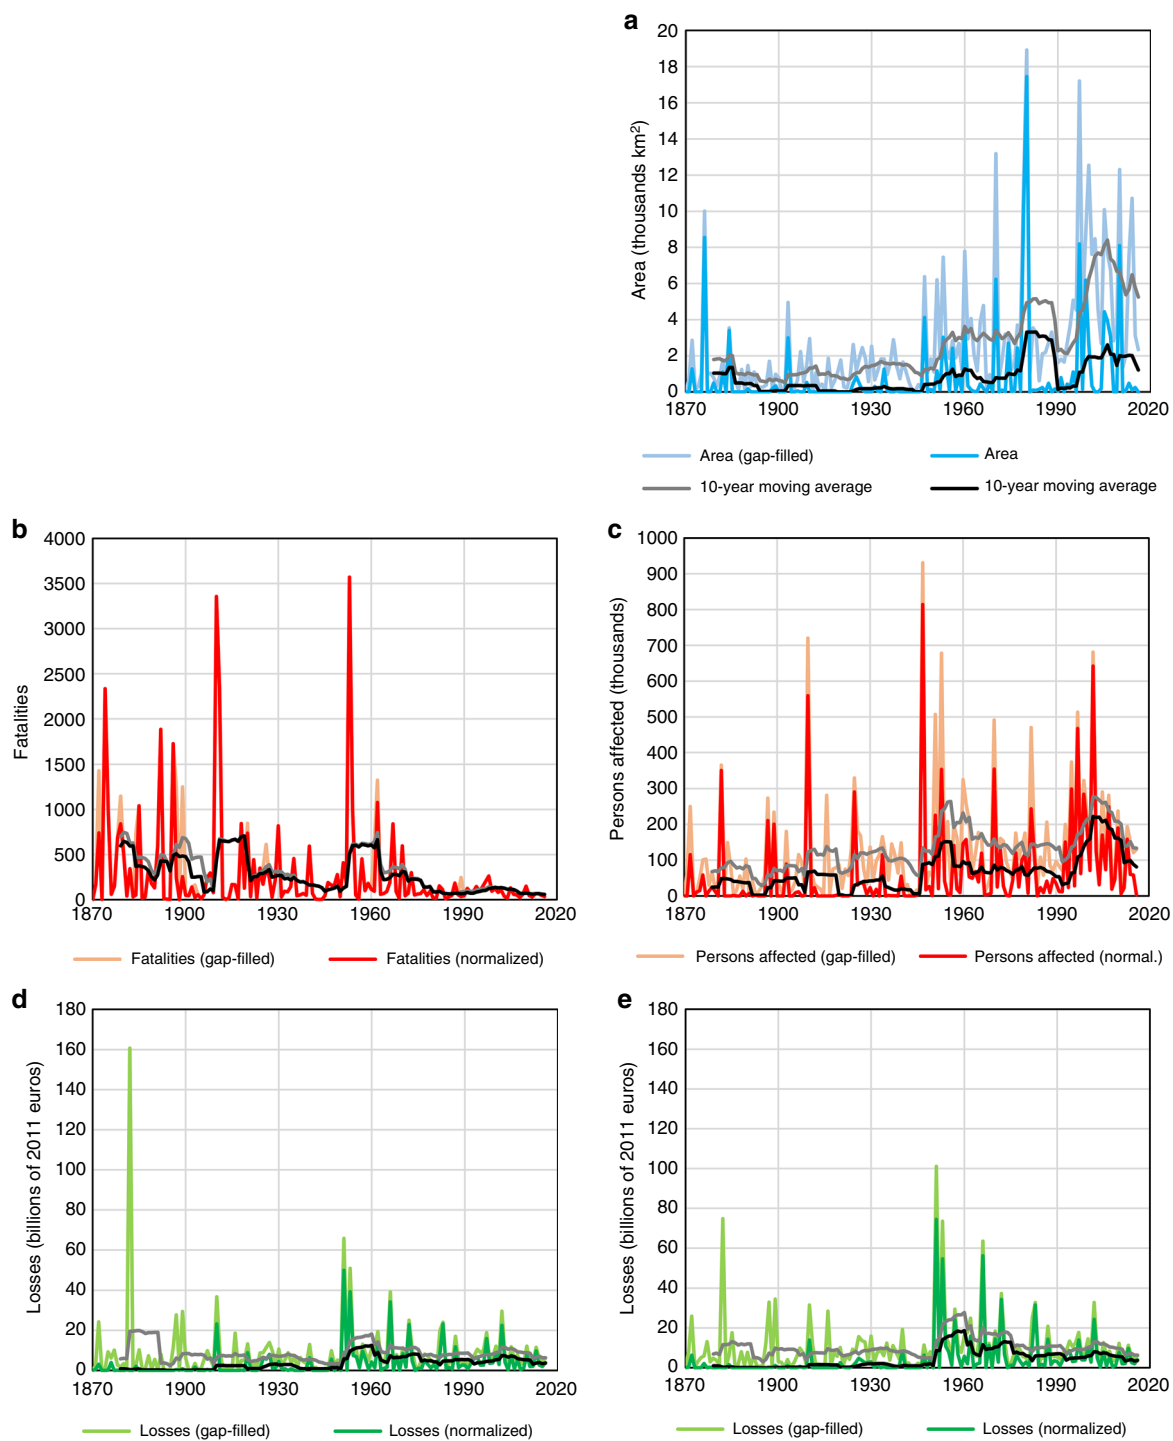 a
20
18
16
14
12
10
8
6
4
2
0
Area (thousands km²)
1870 1900 1930 1960 1990 2020
Area (gap-filled) Area
10-year moving average 10-year moving average
b
4000
3500
3000
2500
2000
1500
1000
500
0
Fatalities
1870 1900 1930 1960 1990 2020
Fatalities (gap-filled) Fatalities (normalized)
c
1000
900
800
700
600
500
400
300
200
100
0
Persons affected (thousands)
1870 1900 1930 1960 1990 2020
Persons affected (gap-filled) Persons affected (normal.)
d
180
160
140
120
100
80
60
40
20
0
Losses (billions of 2011 euros)
1870 1900 1930 1960 1990 2020
Losses (gap-filled) Losses (normalized)
e
180
160
140
120
100
80
60
40
20
0
Losses (billions of 2011 euros)
1870 1900 1930 1960 1990 2020
Losses (gap-filled) Losses (normalized)